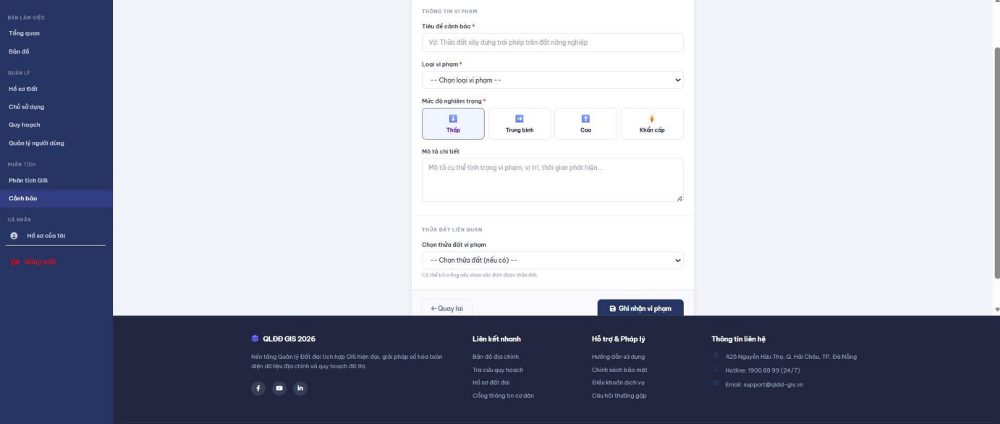 BÀN LÀM VIỆC
Tổng quan
Bản đồ
QUẢN LÝ
Hồ sơ Đất
Chủ sử dụng
Quy hoạch
Quản lý người dùng
PHÂN TÍCH
Phân tích GIS
Cảnh báo
CÁ NHÂN
Hồ sơ của tôi
Đăng xuất
THÔNG TIN VI PHẠM
Tiêu đề cảnh báo *
Vd: Thửa đất xây dựng trái phép trên đất nông nghiệp
Loại vi phạm *
-- Chọn loại vi phạm --
Mức độ nghiêm trọng *
Thấp
Trung bình
Cao
Khẩn cấp
Mô tả chi tiết
Mô tả cụ thể tình trạng vi phạm, vị trí, thời gian phát hiện...
THỬA ĐẤT LIÊN QUAN
Chọn thửa đất vi phạm
-- Chọn thửa đất (nếu có) --
Có thể bỏ trống nếu chưa xác định được thửa đất.
←Quay lại
Ghi nhận vi phạm
QLĐĐ GIS 2026
Nền tảng Quản lý Đất đai tích hợp GIS hiện đại, giải pháp số hóa toàn
diện dữ liệu địa chính và quy hoạch đô thị.
Liên kết nhanh
Bản đồ địa chính
Tra cứu quy hoạch
Hồ sơ đất đai
Cổng thông tin cư dân
Hỗ trợ & Pháp lý
Hướng dẫn sử dụng
Chính sách bảo mật
Điều khoản dịch vụ
Câu hỏi thường gặp
Thông tin liên hệ
425 Nguyễn Hữu Thọ, Q. Hải Châu, TP. Đà Nẵng
Hotline: 1900 88 99 (24/7)
Email: support@qldd-gis.vn